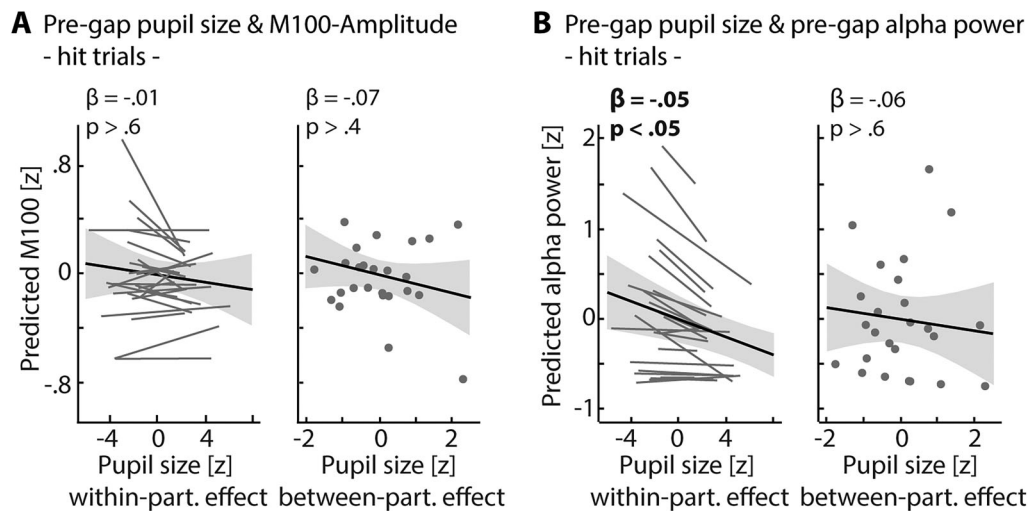 A Pre-gap pupil size & M100-Amplitude
- hit trials -
β = -.01
p > .6
β = -.07
p > .4
Predicted M100 [z]
.8
0
-.8
-4 0 4
-2 0 2
Pupil size [z]
within-part. effect
Pupil size [z]
between-part. effect
B Pre-gap pupil size & pre-gap alpha power
- hit trials -
β = -.05
p < .05
β = -.06
p > .6
Predicted alpha power [z]
2
1
0
-1
-4 0 4
-2 0 2
Pupil size [z]
within-part. effect
Pupil size [z]
between-part. effect